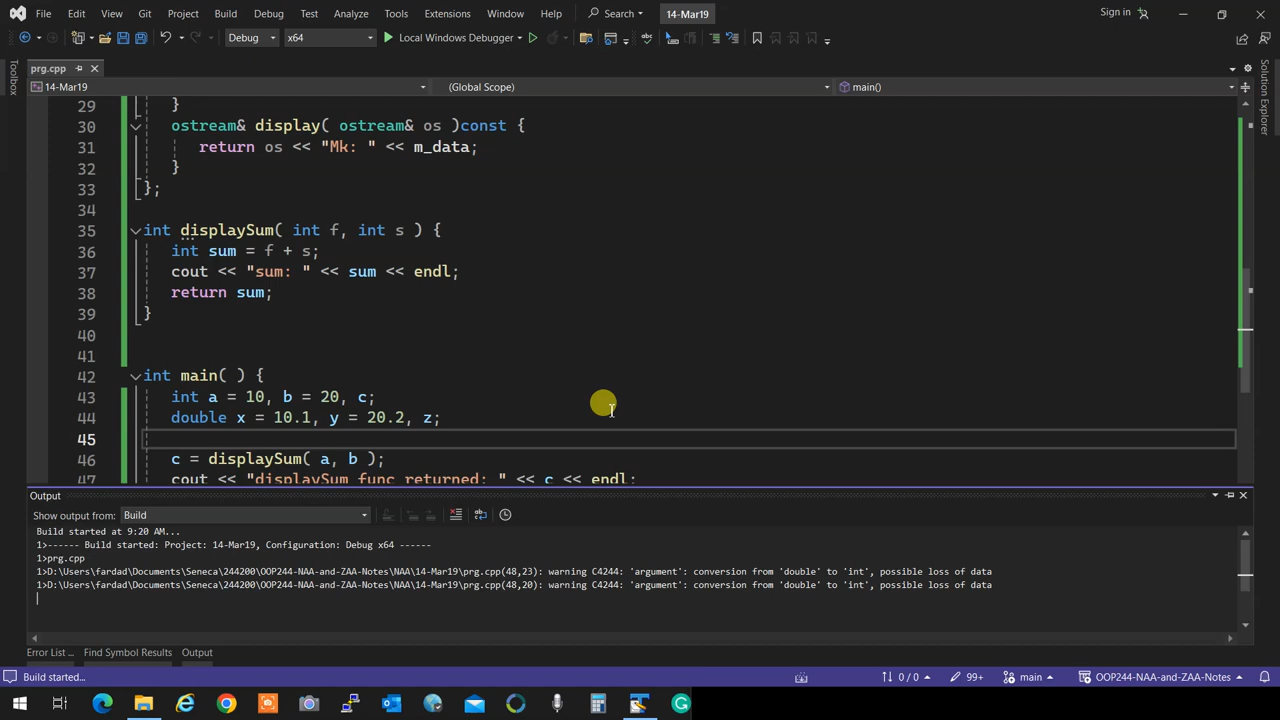 File Edit View Git Project Build Debug Test Analyze Tools Extensions Window Help Search 14-Mar19 Sign in
Debug x64 Local Windows Debugger
prg.cpp
14-Mar19 (Global Scope) main()
Toolbox
Solution Explorer
29 }
30 ostream& display( ostream& os )const {
31 return os << "Mk: " << m_data;
32 }
33 };
34
35 int displaySum( int f, int s ) {
36 int sum = f + s;
37 cout << "sum: " << sum << endl;
38 return sum;
39 }
40
41
42 int main( ) {
43 int a = 10, b = 20, c;
44 double x = 10.1, y = 20.2, z;
45
46 c = displaySum( a, b );
47 cout << "displaySum func returned: " << c << endl;
Output
Show output from: Build
Build started at 9:20 AM...
1>------ Build started: Project: 14-Mar19, Configuration: Debug x64 ------
1>prg.cpp
1>D:\Users\fardad\Documents\Seneca\244200\OOP244-NAA-and-ZAA-Notes\NAA\14-Mar19\prg.cpp(48,23): warning C4244: 'argument': conversion from 'double' to 'int', possible loss of data
1>D:\Users\fardad\Documents\Seneca\244200\OOP244-NAA-and-ZAA-Notes\NAA\14-Mar19\prg.cpp(48,20): warning C4244: 'argument': conversion from 'double' to 'int', possible loss of data
Error List ... Find Symbol Results Output
Build started... 0 / 0 99+ main OOP244-NAA-and-ZAA-Notes